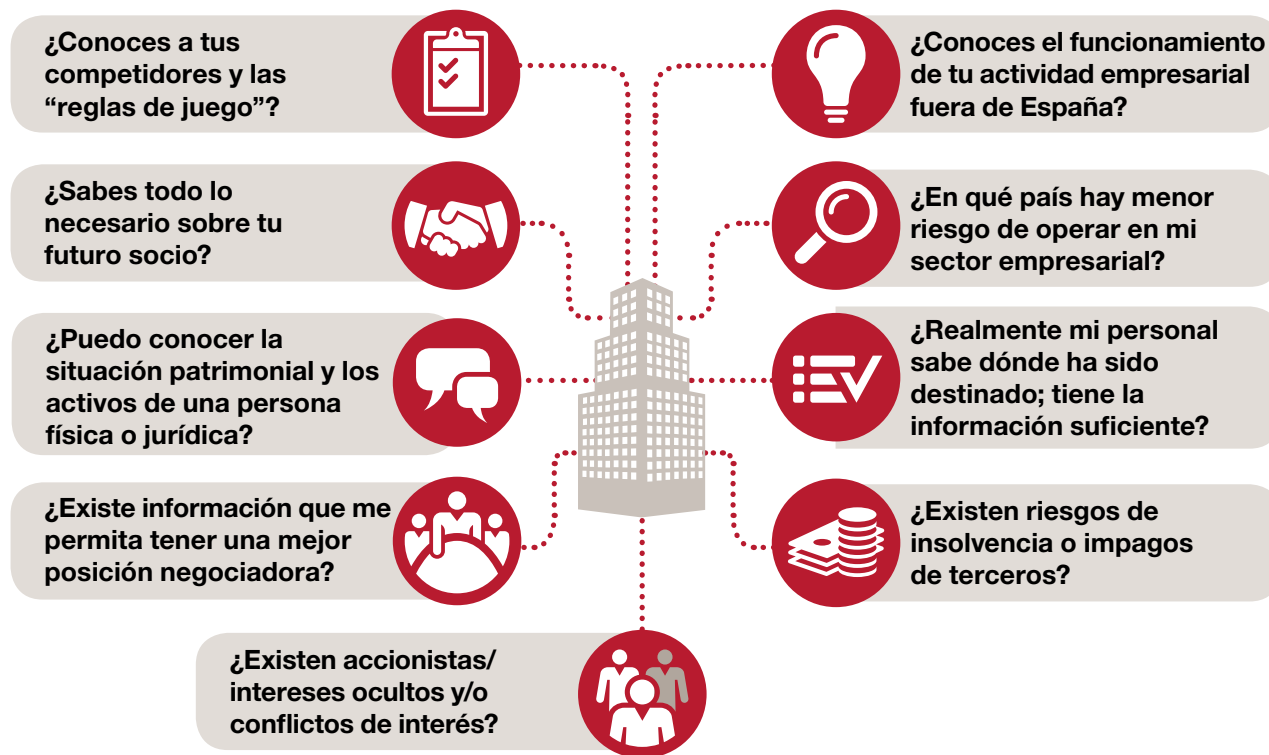 ¿Conoces a tus
competidores y las
“reglas de juego”?
¿Sabes todo lo
necesario sobre tu
futuro socio?
¿Puedo conocer la
situación patrimonial y los
activos de una persona
física o jurídica?
¿Existe información que me
permita tener una mejor
posición negociadora?
¿Conoces el funcionamiento
de tu actividad empresarial
fuera de España?
¿En qué país hay menor
riesgo de operar en mi
sector empresarial?
¿Realmente mi personal
sabe dónde ha sido
destinado; tiene la
información suficiente?
¿Existen riesgos de
insolvencia o impagos
de terceros?
¿Existen accionistas/
intereses ocultos y/o
conflictos de interés?